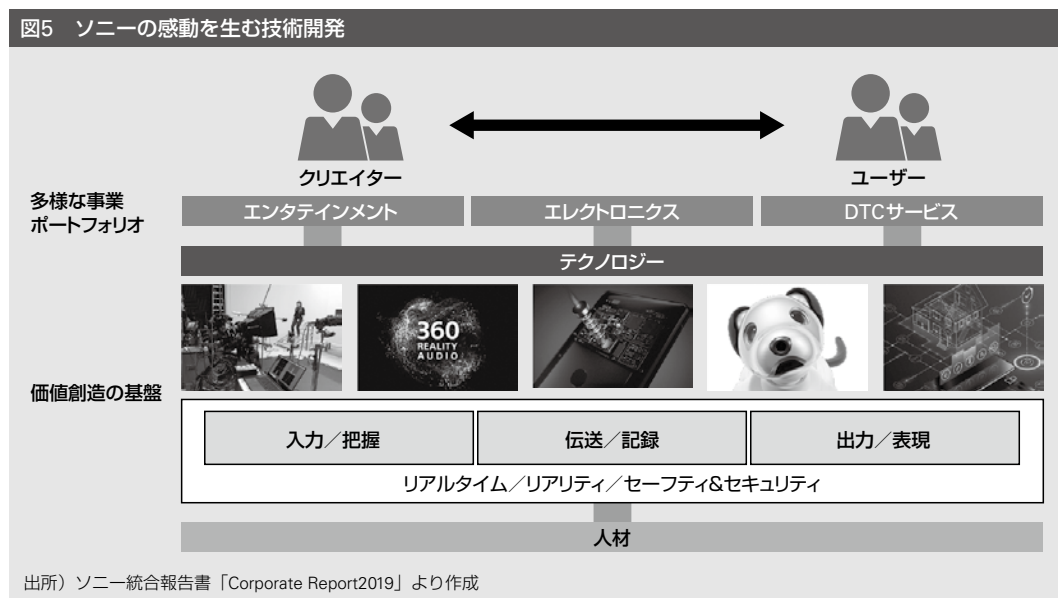 図5 ソニーの感動を生む技術開発
クリエイター
ユーザー
多様な事業
ポートフォリオ
エンタテインメント
エレクトロニクス
DTCサービス
テクノロジー
360
REALITY
AUDIO
価値創造の基盤
入力／把握
伝送／記録
出力／表現
リアルタイム／リアリティ／セーフティ&セキュリティ
人材
出所）ソニー統合報告書「Corporate Report2019」より作成